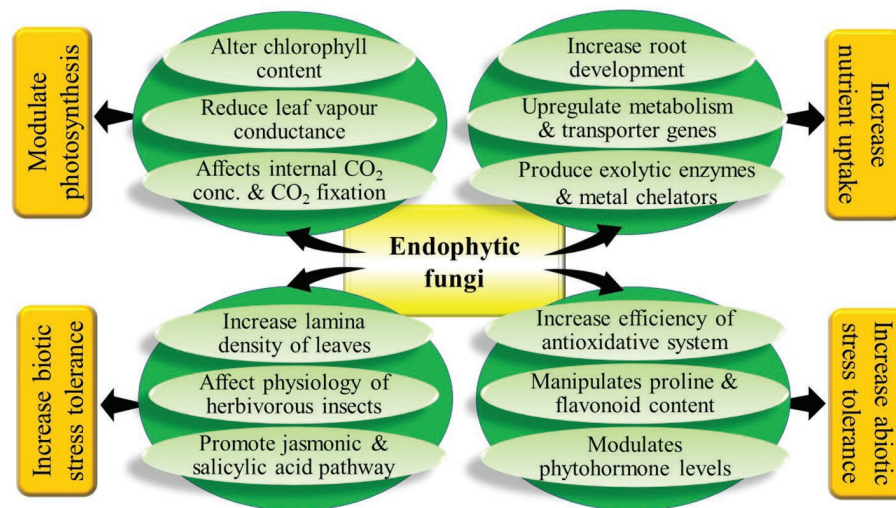 Modulate
photosynthesis
Alter chlorophyll
content
Reduce leaf vapour
conductance
Affects internal CO₂
conc. & CO₂ fixation
Increase root
development
Upregulate metabolism
& transporter genes
Produce exolytic enzymes
& metal chelators
Increase
nutrient uptake
Endophytic
fungi
Increase biotic
stress tolerance
Increase lamina
density of leaves
Affect physiology of
herbivorous insects
Promote jasmonic &
salicylic acid pathway
Increase efficiency of
antioxidative system
Manipulates proline &
flavonoid content
Modulates
phytohormone levels
Increase abiotic
stress tolerance